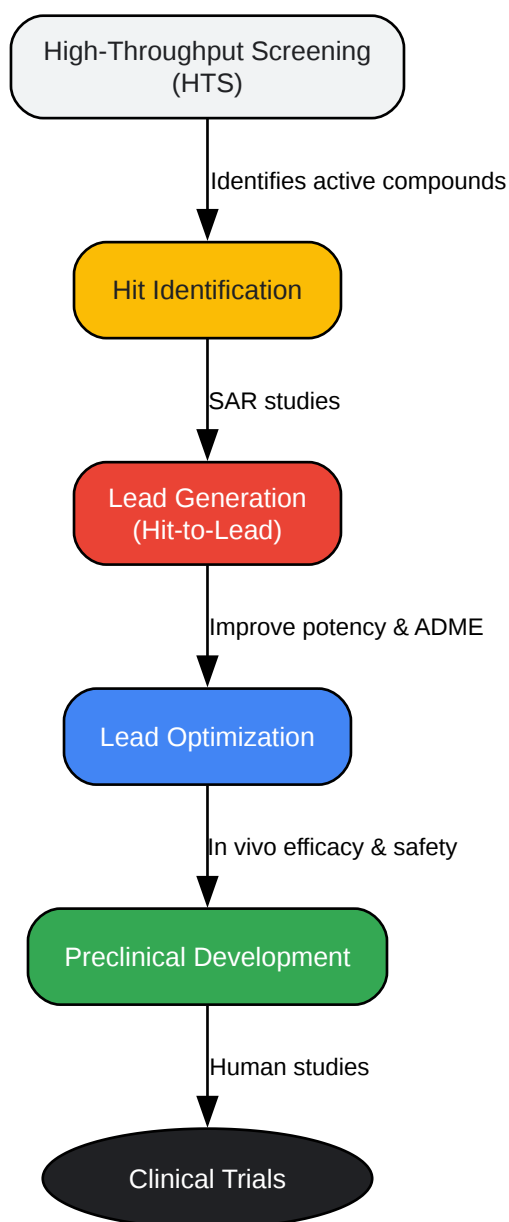 High-Throughput Screening
(HTS)
Identifies active compounds
Hit Identification
SAR studies
Lead Generation
(Hit-to-Lead)
Improve potency & ADME
Lead Optimization
In vivo efficacy & safety
Preclinical Development
Human studies
Clinical Trials